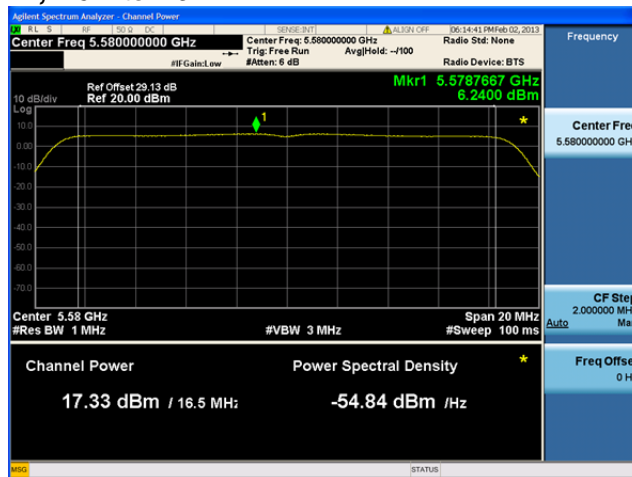 Agilent Spectrum Analyzer - Channel Power
RL S RF 50 Ω DC SENSE:INT ALIGN OFF 06:14:41 PM Feb 02, 2013
Center Freq 5.580000000 GHz Center Freq: 5.580000000 GHz Radio Std: None
Trig: Free Run Avg|Hold: --/100
#IFGain:Low #Atten: 6 dB Radio Device: BTS
Mkr1 5.5787667 GHz
6.2400 dBm
Ref Offset 29.13 dB
10 dB/div Ref 20.00 dBm
Log
10.0
0.00
-10.0
-20.0
-30.0
-40.0
-50.0
-60.0
-70.0
1
*
Center 5.58 GHz Span 20 MHz
#Res BW 1 MHz #VBW 3 MHz #Sweep 100 ms
Channel Power Power Spectral Density *
17.33 dBm / 16.5 MHz -54.84 dBm /Hz
MSG STATUS
Frequency
Center Fre
5.580000000 GH
CF Step
2.000000 MH
Auto Ma
Freq Offse
0 H